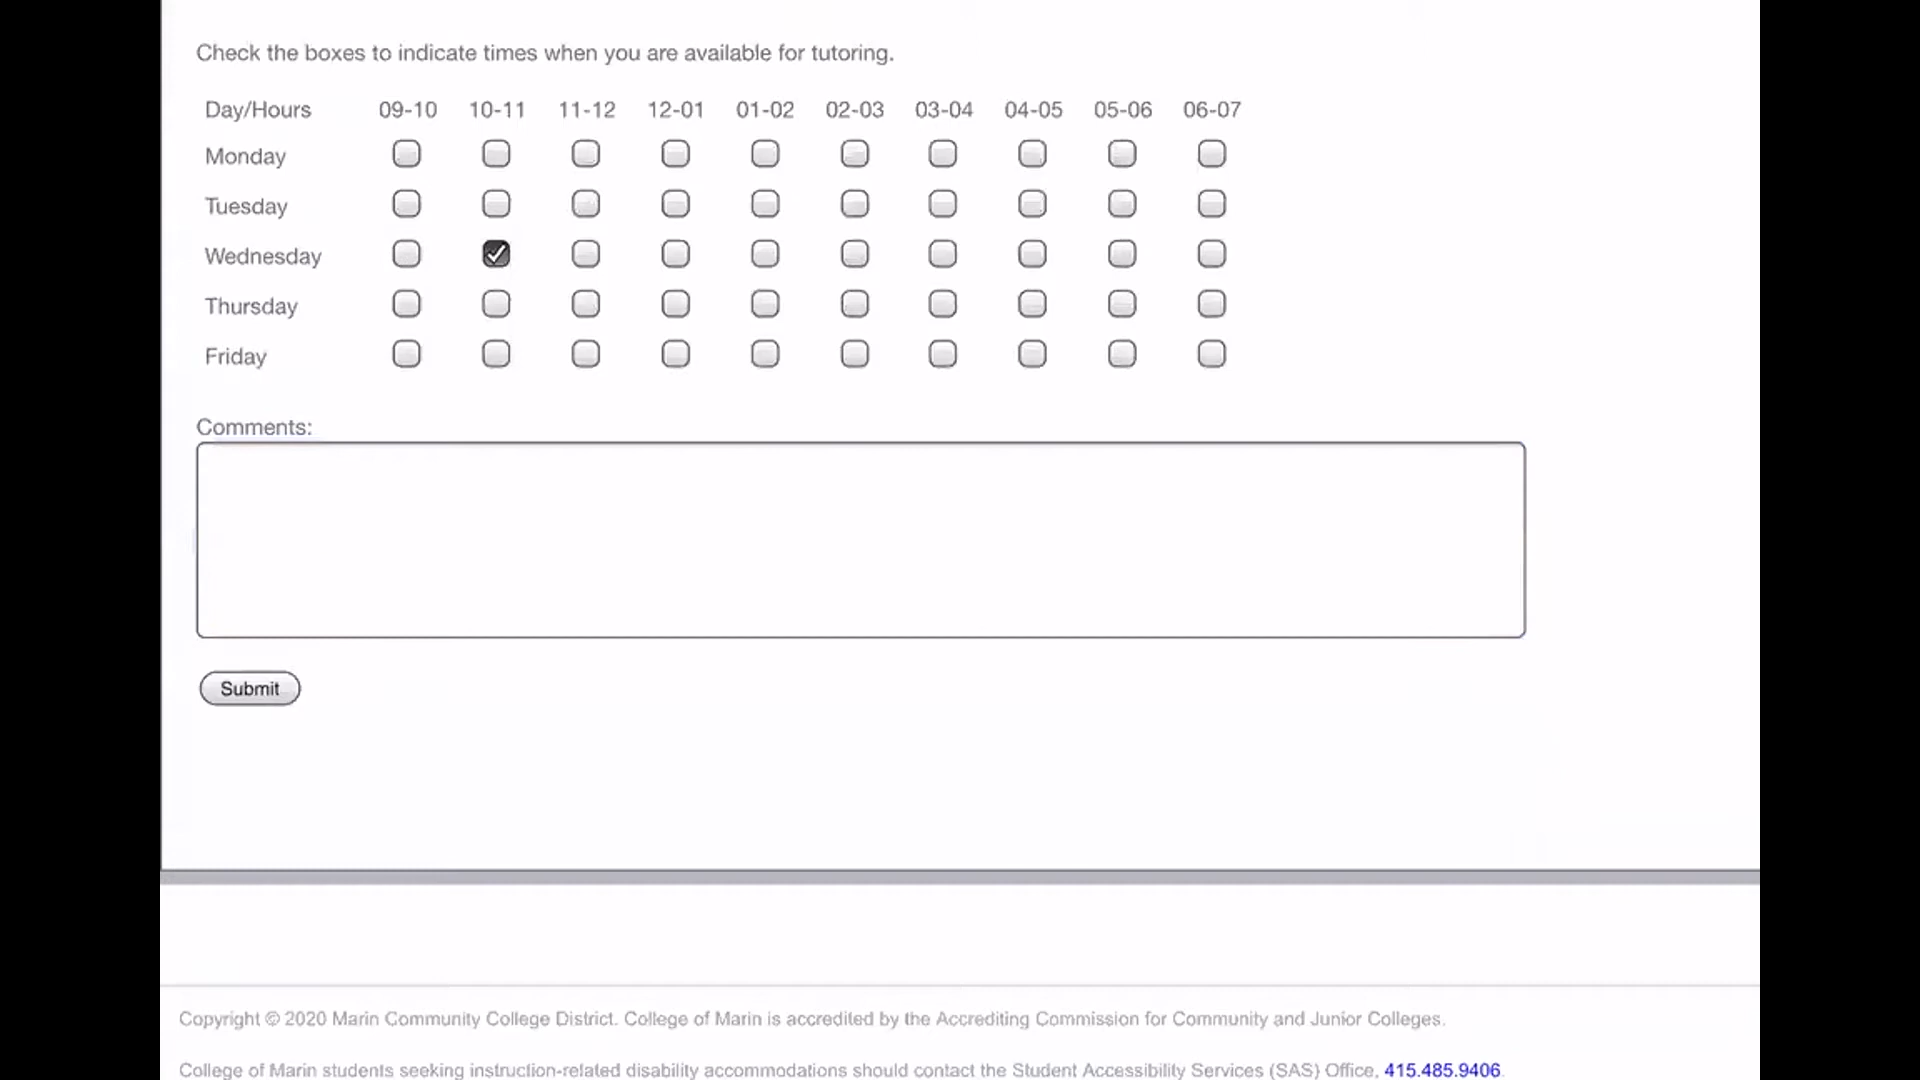 Check the boxes to indicate times when you are available for tutoring.
Day/Hours 09-10 10-11 11-12 12-01 01-02 02-03 03-04 04-05 05-06 06-07
Monday
Tuesday
Wednesday
Thursday
Friday
Comments:
Submit
Copyright © 2020 Marin Community College District. College of Marin is accredited by the Accrediting Commission for Community and Junior Colleges.
College of Marin students seeking instruction-related disability accommodations should contact the Student Accessibility Services (SAS) Office, 415.485.9406.